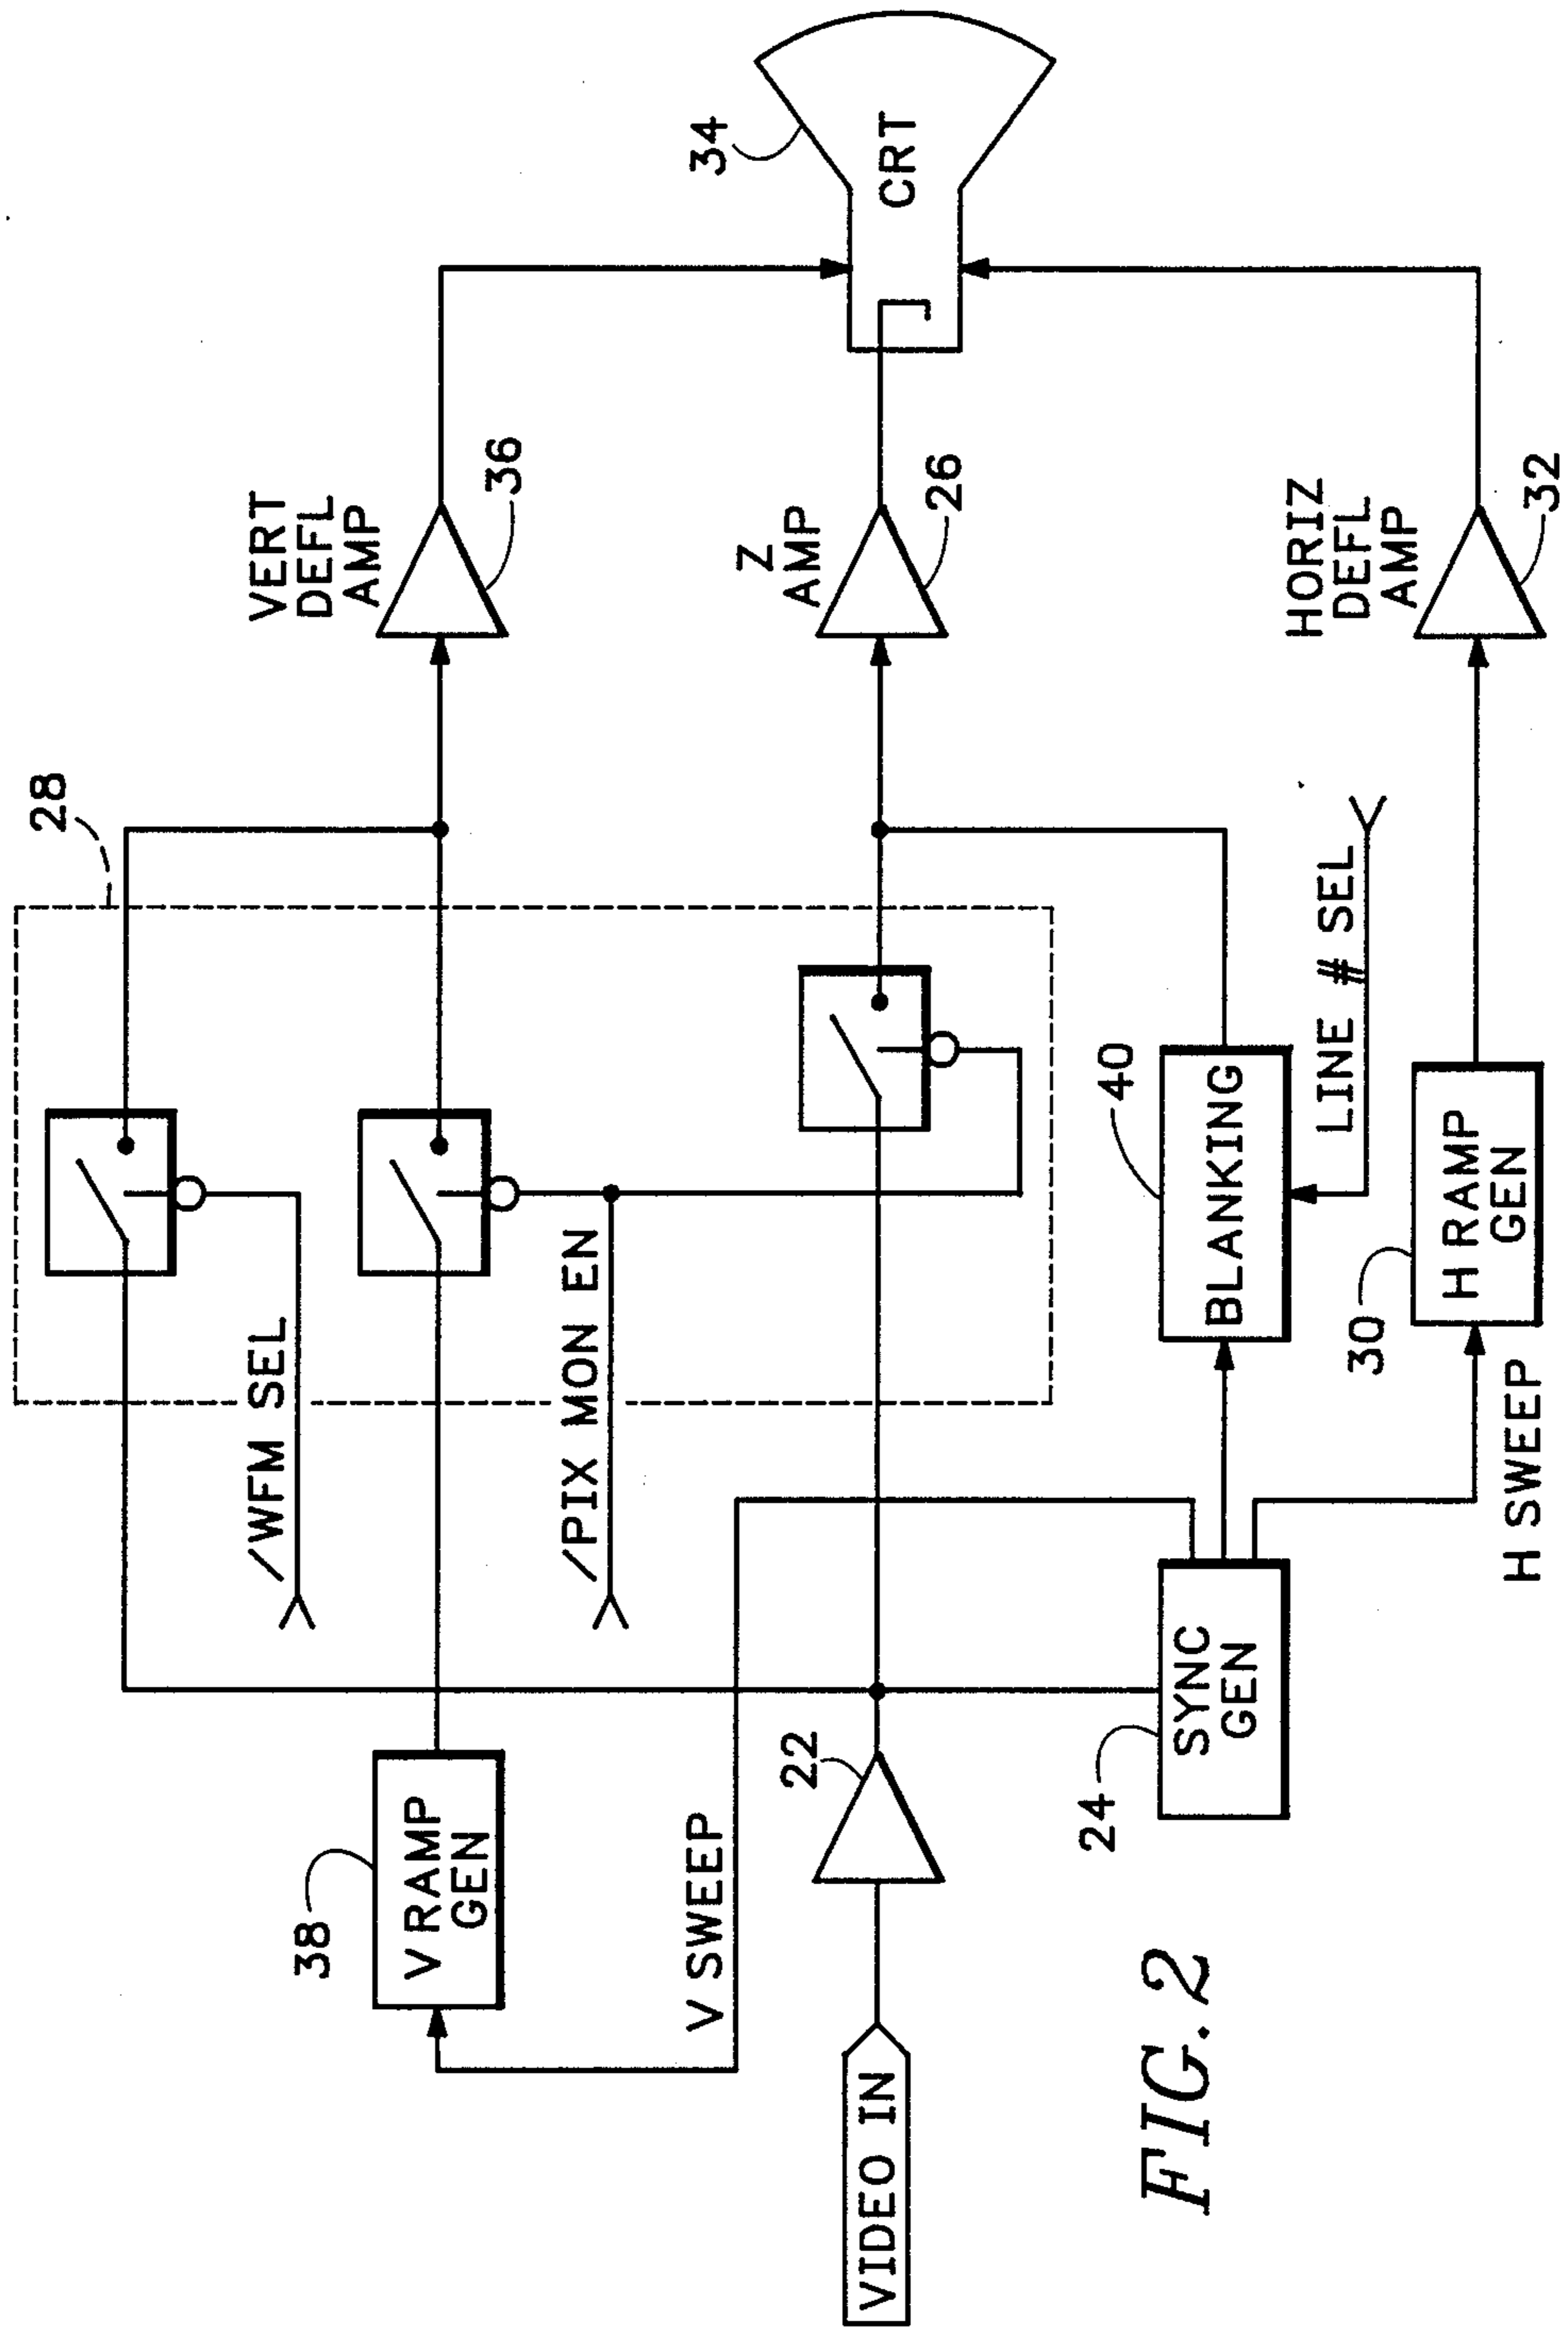 28
VERT
DEFL
AMP
36
34
CRT
/WFM SEL
38
V RAMP
GEN
/PIX MON EN
Z
AMP
26
V SWEEP
VIDEO IN
22
24
SYNC
GEN
40
BLANKING
LINE # SEL
HORIZ
DEFL
AMP
32
30
H RAMP
GEN
H SWEEP
FIG. 2